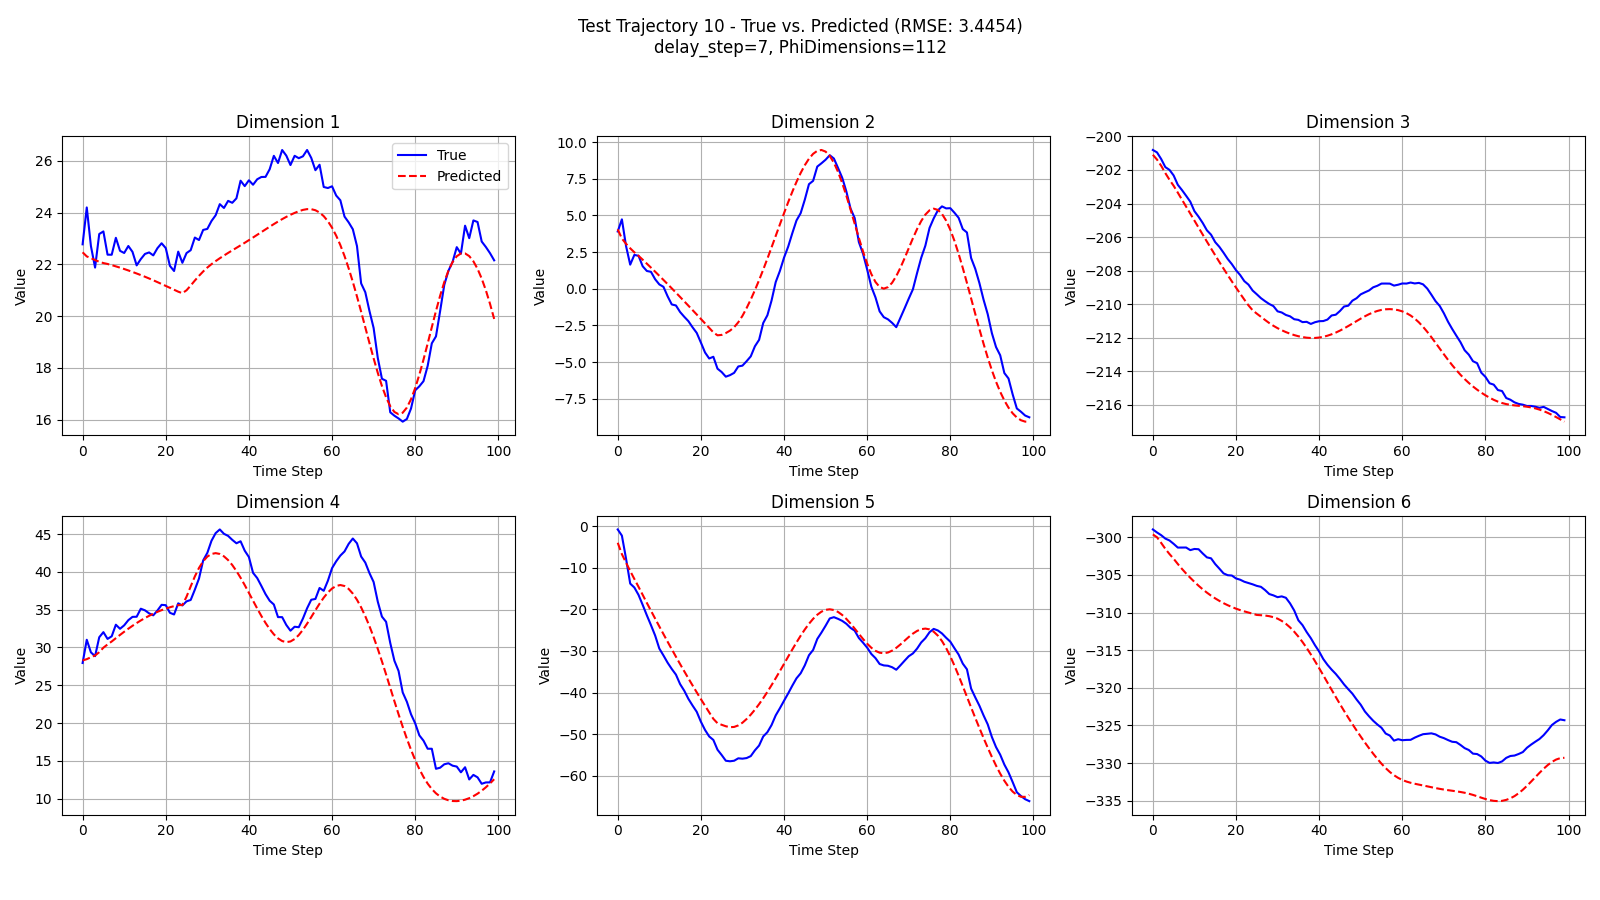 Test Trajectory 10 - True vs. Predicted (RMSE: 3.4454)
delay_step=7, PhiDimensions=112
Dimension 1
26
24
22
20
18
16
Value
0 20 40 60 80 100
Time Step
True
Predicted
Dimension 2
10.0
7.5
5.0
2.5
0.0
−2.5
−5.0
−7.5
Value
0 20 40 60 80 100
Time Step
Dimension 3
−200
−202
−204
−206
−208
−210
−212
−214
−216
Value
0 20 40 60 80 100
Time Step
Dimension 4
45
40
35
30
25
20
15
10
Value
0 20 40 60 80 100
Time Step
Dimension 5
0
−10
−20
−30
−40
−50
−60
Value
0 20 40 60 80 100
Time Step
Dimension 6
−300
−305
−310
−315
−320
−325
−330
−335
Value
0 20 40 60 80 100
Time Step